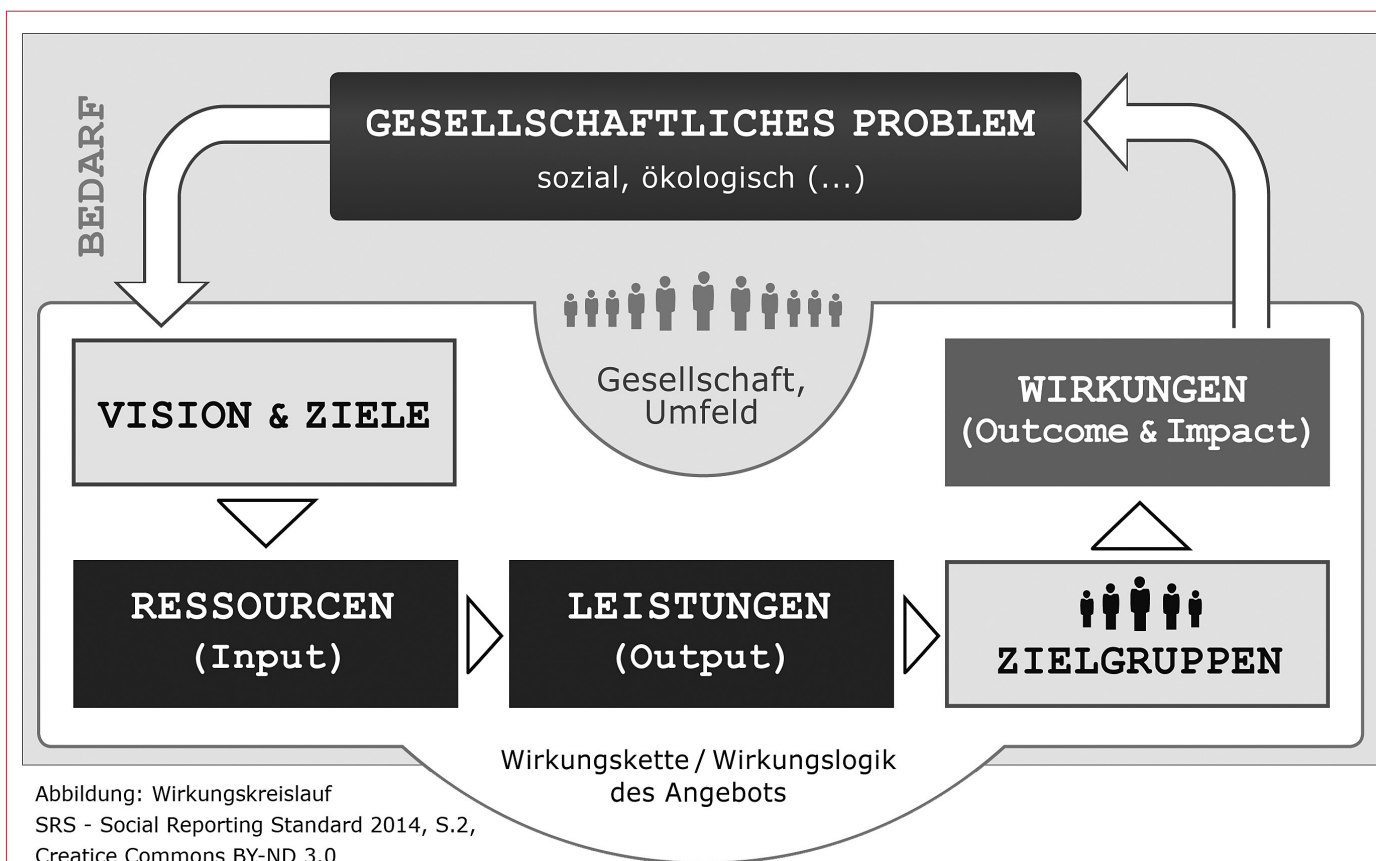 BEDARF
GESELLSCHAFTLICHES PROBLEM
sozial, ökologisch (...)
Gesellschaft,
Umfeld
VISION & ZIELE
WIRKUNGEN
(Outcome & Impact)
RESSOURCEN
(Input)
LEISTUNGEN
(Output)
ZIELGRUPPEN
Wirkungskette / Wirkungslogik
des Angebots
Abbildung: Wirkungskreislauf
SRS - Social Reporting Standard 2014, S.2,
Creatice Commons BY-ND 3.0